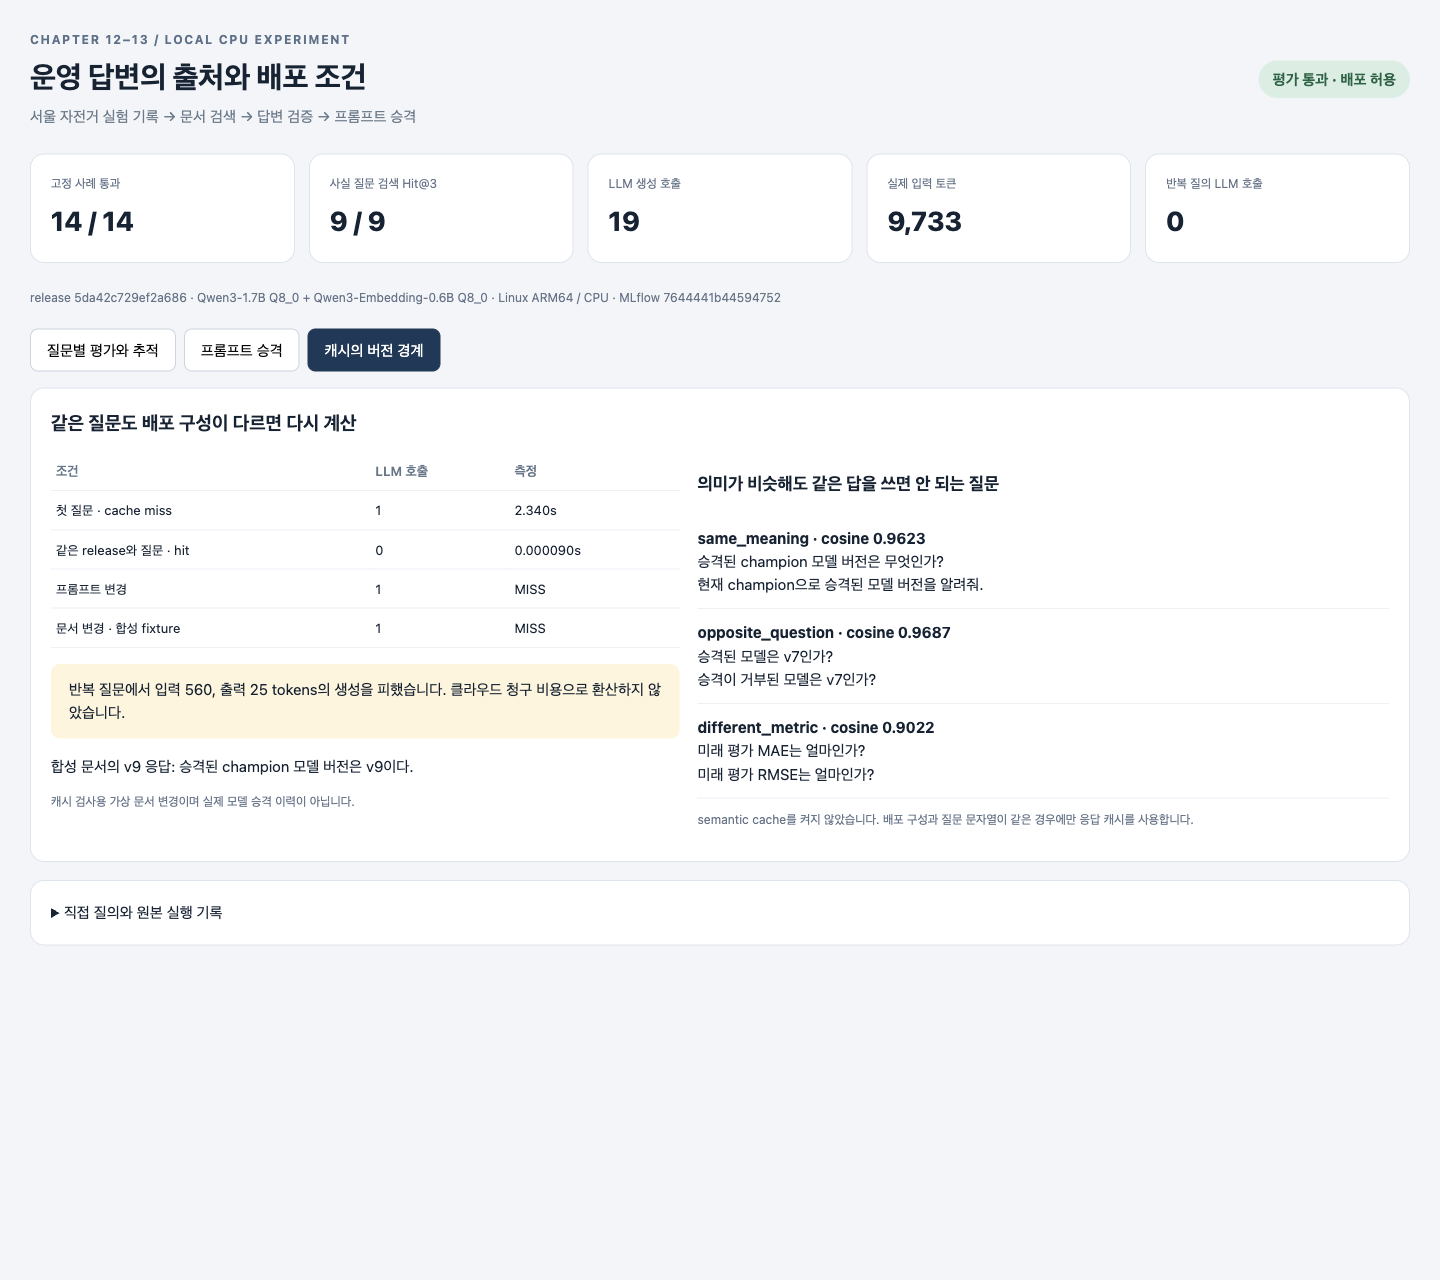 CHAPTER 12–13 / LOCAL CPU EXPERIMENT
운영 답변의 출처와 배포 조건
평가 통과 · 배포 허용
서울 자전거 실험 기록 → 문서 검색 → 답변 검증 → 프롬프트 승격
고정 사례 통과
14 / 14
사실 질문 검색 Hit@3
9 / 9
LLM 생성 호출
19
실제 입력 토큰
9,733
반복 질의 LLM 호출
0
release 5da42c729ef2a686 · Qwen3-1.7B Q8_0 + Qwen3-Embedding-0.6B Q8_0 · Linux ARM64 / CPU · MLflow 7644441b44594752
질문별 평가와 추적
프롬프트 승격
캐시의 버전 경계
같은 질문도 배포 구성이 다르면 다시 계산
조건 LLM 호출 측정
첫 질문 · cache miss 1 2.340s
같은 release와 질문 · hit 0 0.000090s
프롬프트 변경 1 MISS
문서 변경 · 합성 fixture 1 MISS
반복 질문에서 입력 560, 출력 25 tokens의 생성을 피했습니다. 클라우드 청구 비용으로 환산하지 않
았습니다.
합성 문서의 v9 응답: 승격된 champion 모델 버전은 v9이다.
캐시 검사용 가상 문서 변경이며 실제 모델 승격 이력이 아닙니다.
의미가 비슷해도 같은 답을 쓰면 안 되는 질문
same_meaning · cosine 0.9623
승격된 champion 모델 버전은 무엇인가?
현재 champion으로 승격된 모델 버전을 알려줘.
opposite_question · cosine 0.9687
승격된 모델은 v7인가?
승격이 거부된 모델은 v7인가?
different_metric · cosine 0.9022
미래 평가 MAE는 얼마인가?
미래 평가 RMSE는 얼마인가?
semantic cache를 켜지 않았습니다. 배포 구성과 질문 문자열이 같은 경우에만 응답 캐시를 사용합니다.
▶ 직접 질의와 원본 실행 기록